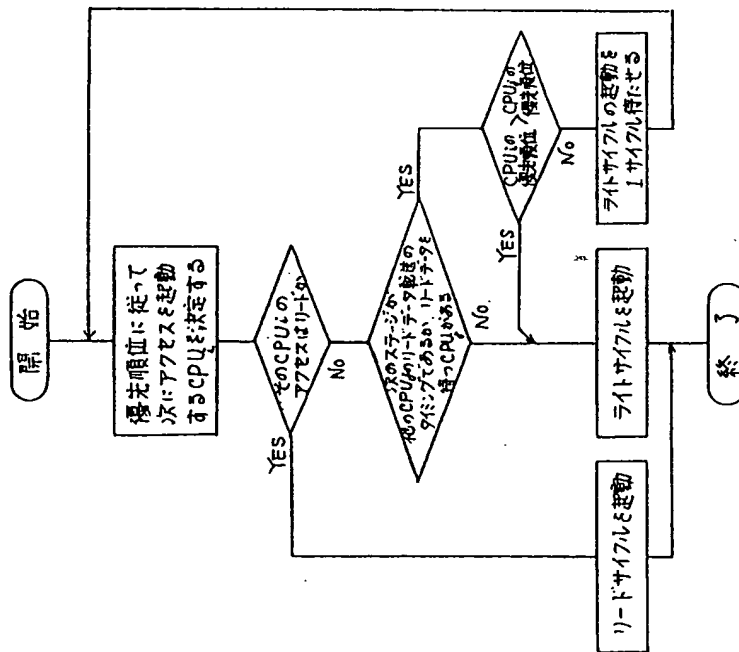 開始
優先順位に従って
次にアクセスを起動
するCPUiを決定する
そのCPUiの
アクセスはリードか
YES
NO
次のステージが
他のCPUjのリードデータ転送の
タイミングであるか、リードデータを
待つCPUjがある
YES
NO
CPUiの
優先順位
>
CPUjの
優先順位
YES
NO
リードサイクルを起動
ライトサイクルを起動
ライトサイクルの起動を
1サイクル待たせる
終了